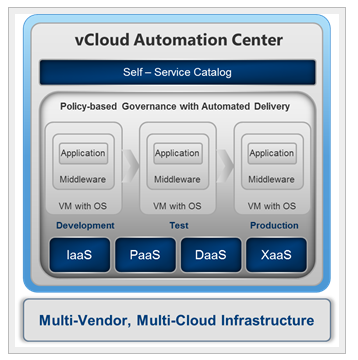 vCloud Automation Center
Self – Service Catalog
Policy-based Governance with Automated Delivery
Application Application Application
Middleware Middleware Middleware
VM with OS VM with OS VM with OS
Development Test Production
IaaS PaaS DaaS XaaS
Multi-Vendor, Multi-Cloud Infrastructure